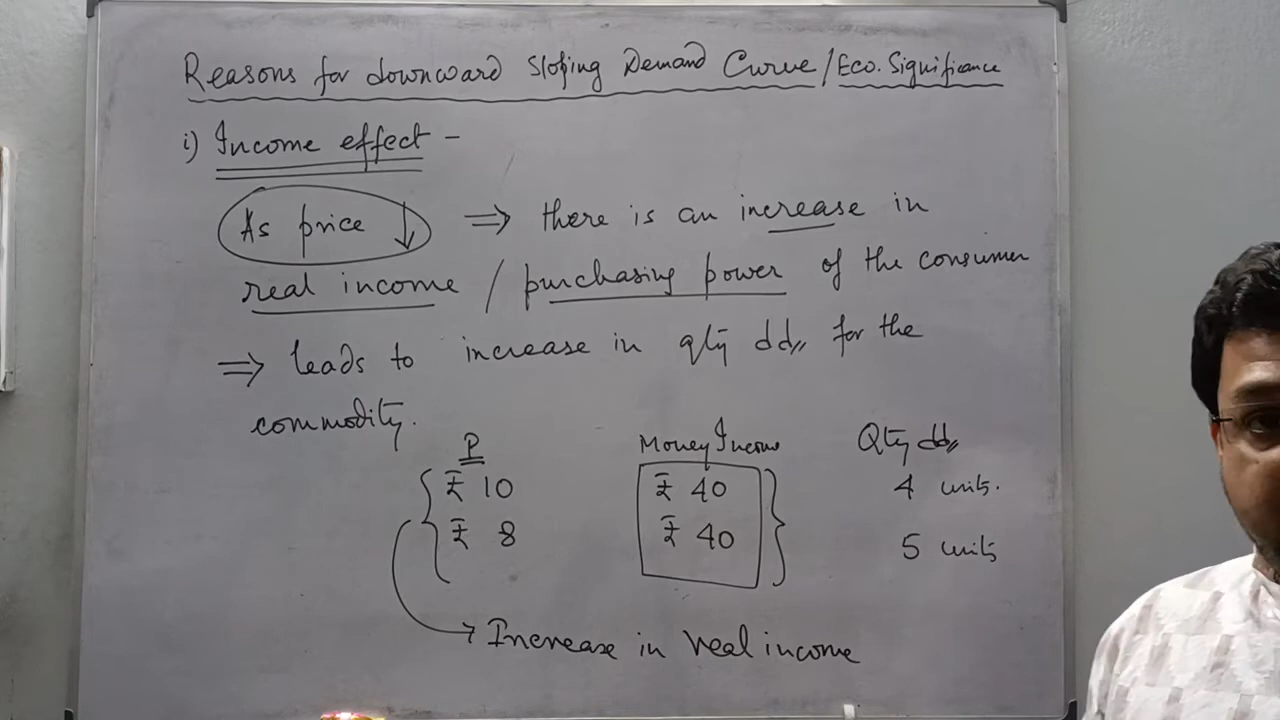 Reasons for downward Sloping Demand Curve/Eco. Significance
i) Income effect -
As price ↓ ⇒ there is an increase in
real income / purchasing power of the consumer
⇒ leads to increase in qty dd,, for the
commodity.
P Money Income Qty dd,,
₹ 10 ₹ 40 4 units.
₹ 8 ₹ 40 5 units
→ Increase in real income